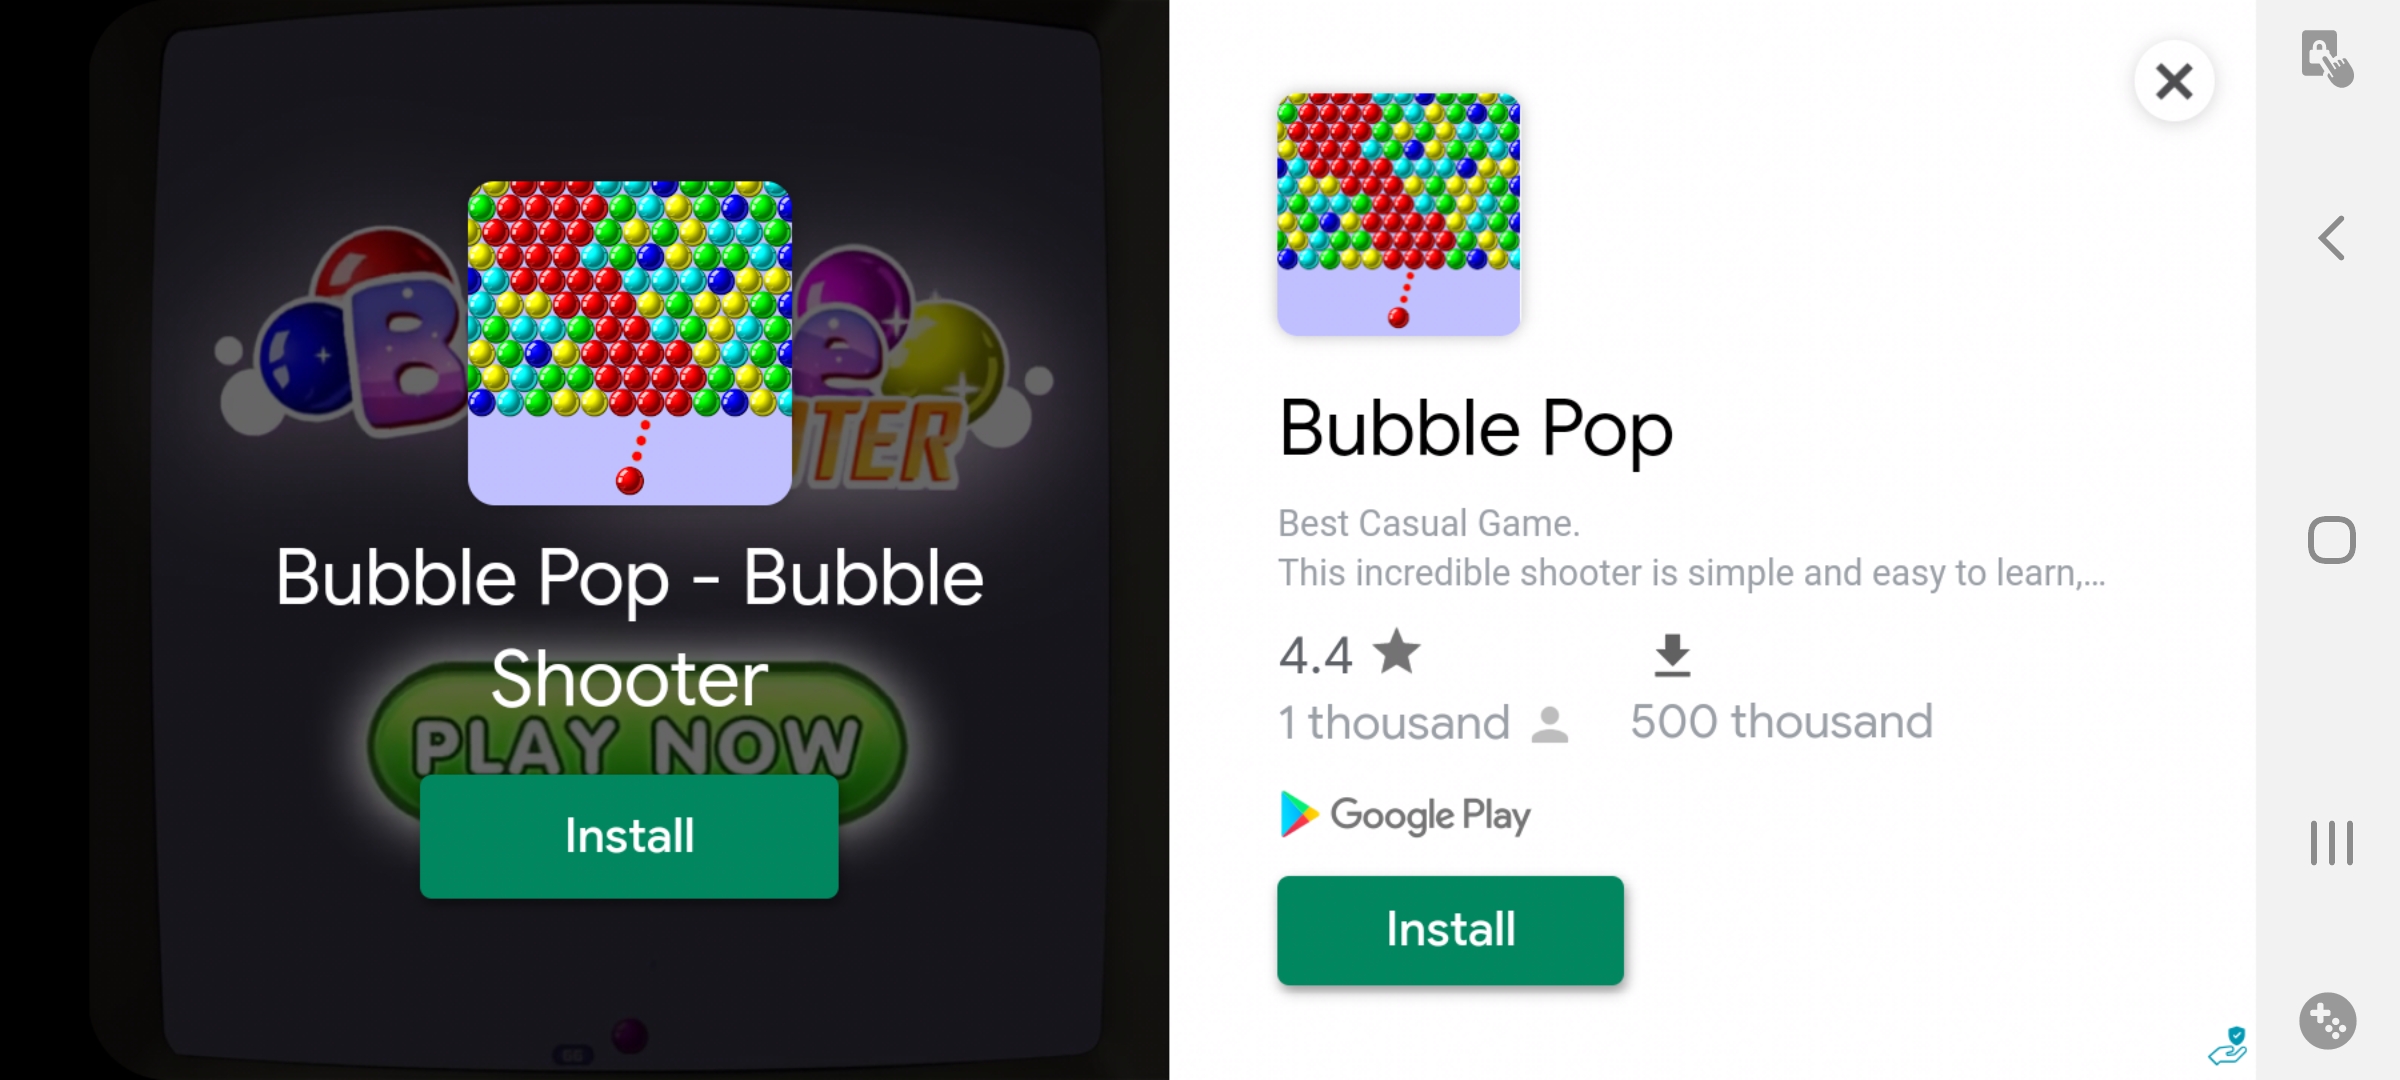 B
e
TER
Bubble Pop - Bubble
Shooter
PLAY NOW
Install
66
Bubble Pop
Best Casual Game.
This incredible shooter is simple and easy to learn,...
4.4
1 thousand
500 thousand
Google Play
Install